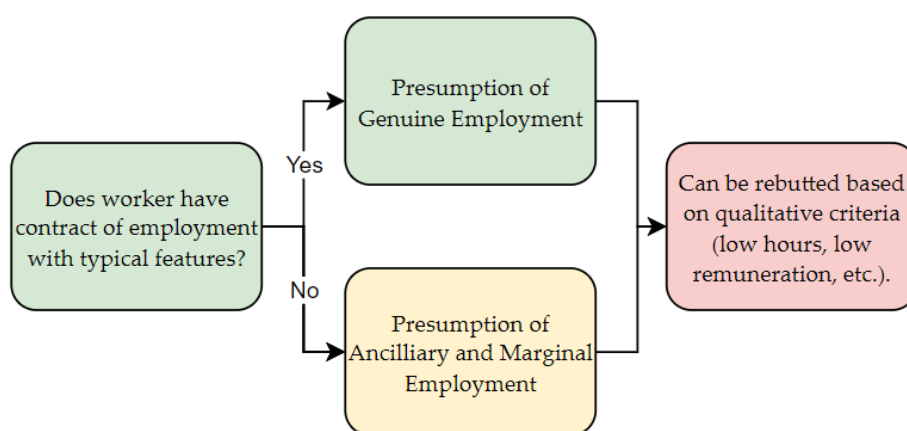 Does worker have
contract of employment
with typical features?
Yes
No
Presumption of
Genuine Employment
Presumption of
Ancilliary and Marginal
Employment
Can be rebutted based
on qualitative criteria
(low hours, low
remuneration, etc.).